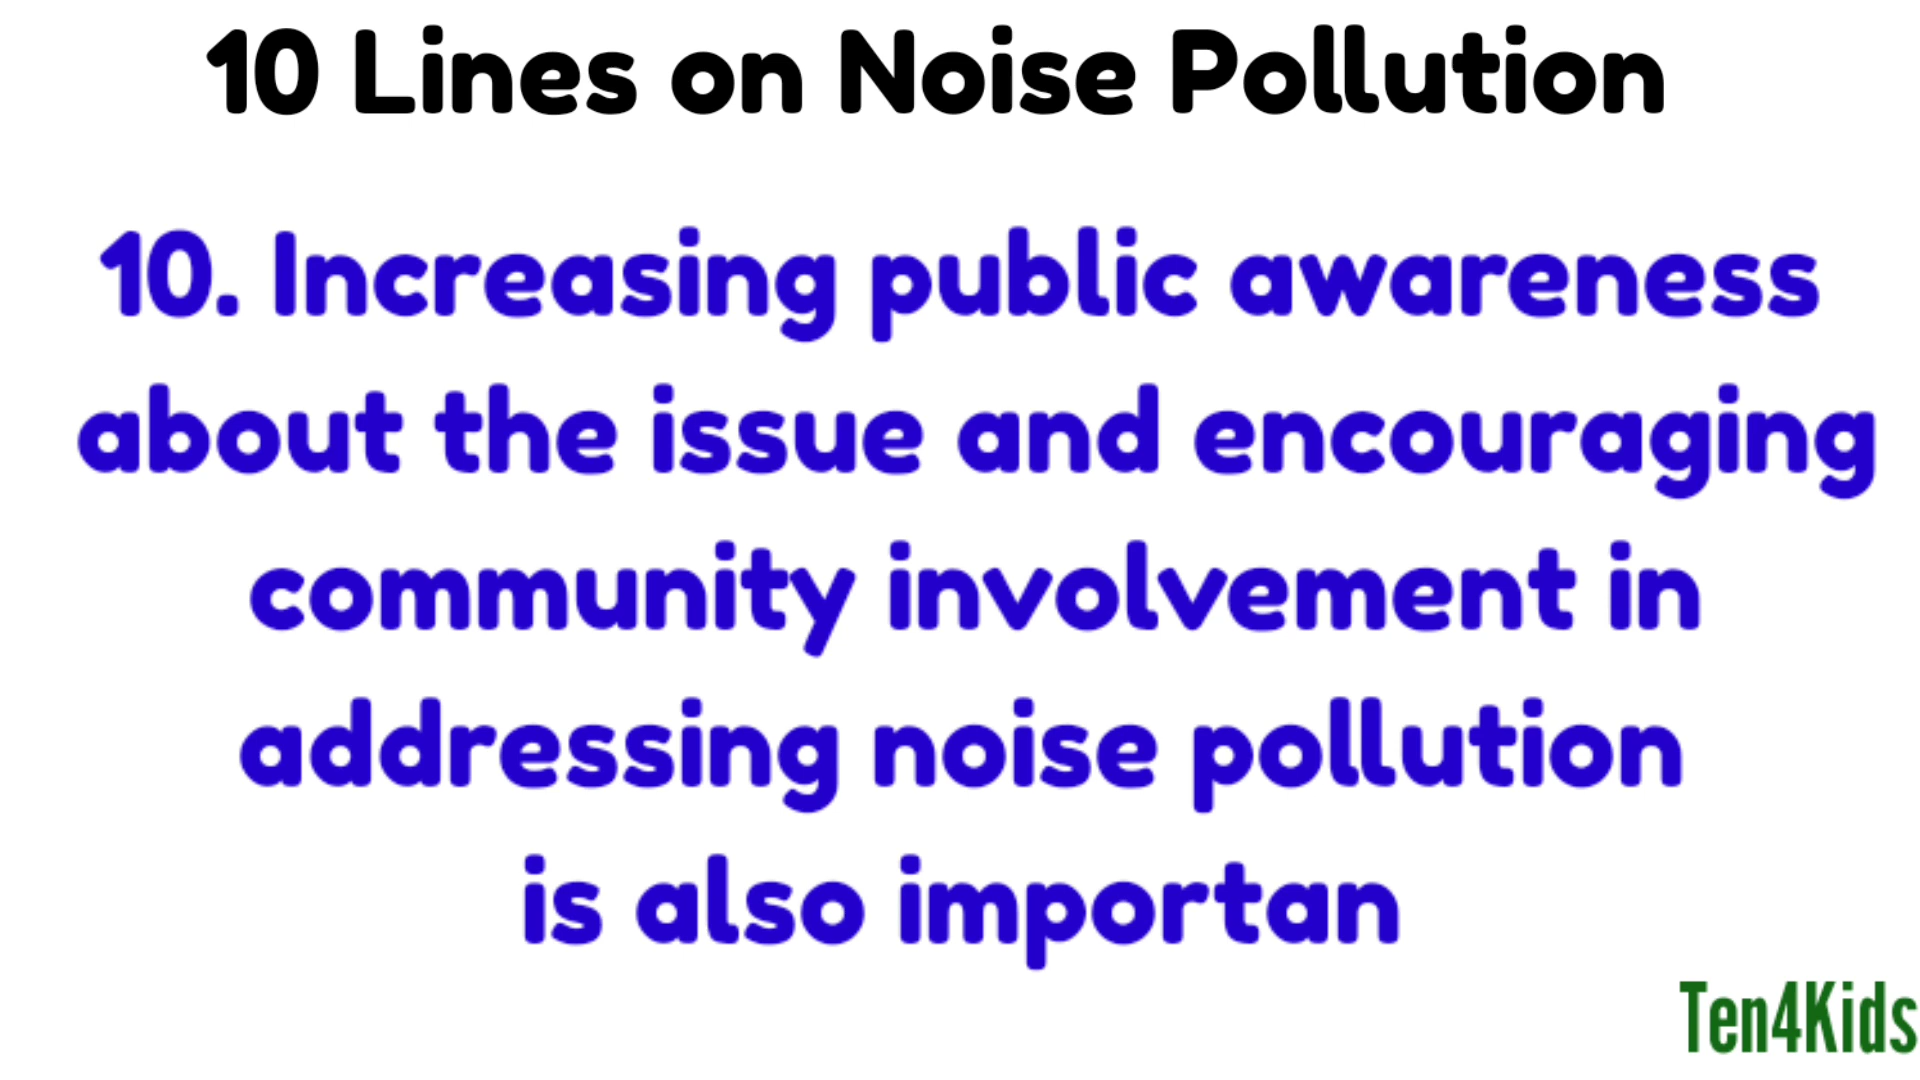 10 Lines on Noise Pollution
10. Increasing public awareness
about the issue and encouraging
community involvement in
addressing noise pollution
is also importan
Ten4Kids